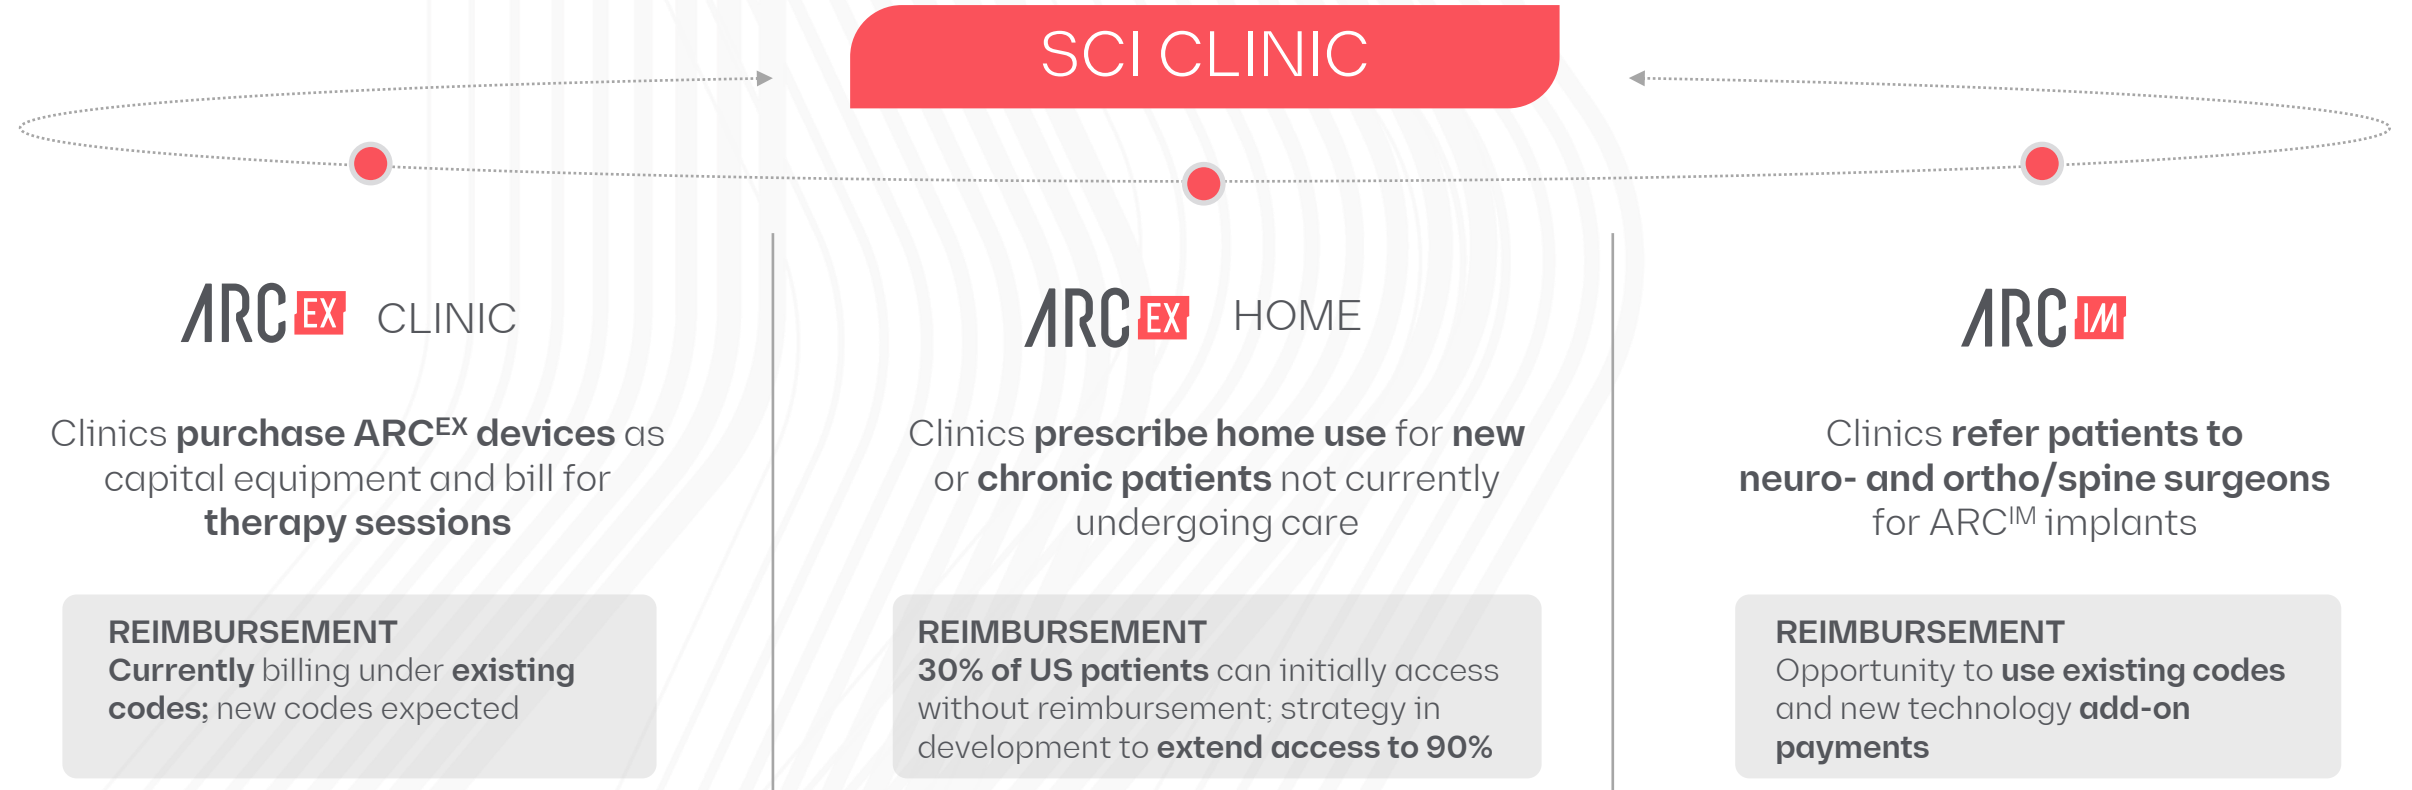 SCI CLINIC
ARC EX CLINIC
Clinics purchase ARCEX devices as
capital equipment and bill for
therapy sessions
REIMBURSEMENT
Currently billing under existing
codes; new codes expected
ARC EX HOME
Clinics prescribe home use for new
or chronic patients not currently
undergoing care
REIMBURSEMENT
30% of US patients can initially access
without reimbursement; strategy in
development to extend access to 90%
ARC IM
Clinics refer patients to
neuro- and ortho/spine surgeons
for ARCIM implants
REIMBURSEMENT
Opportunity to use existing codes
and new technology add-on
payments